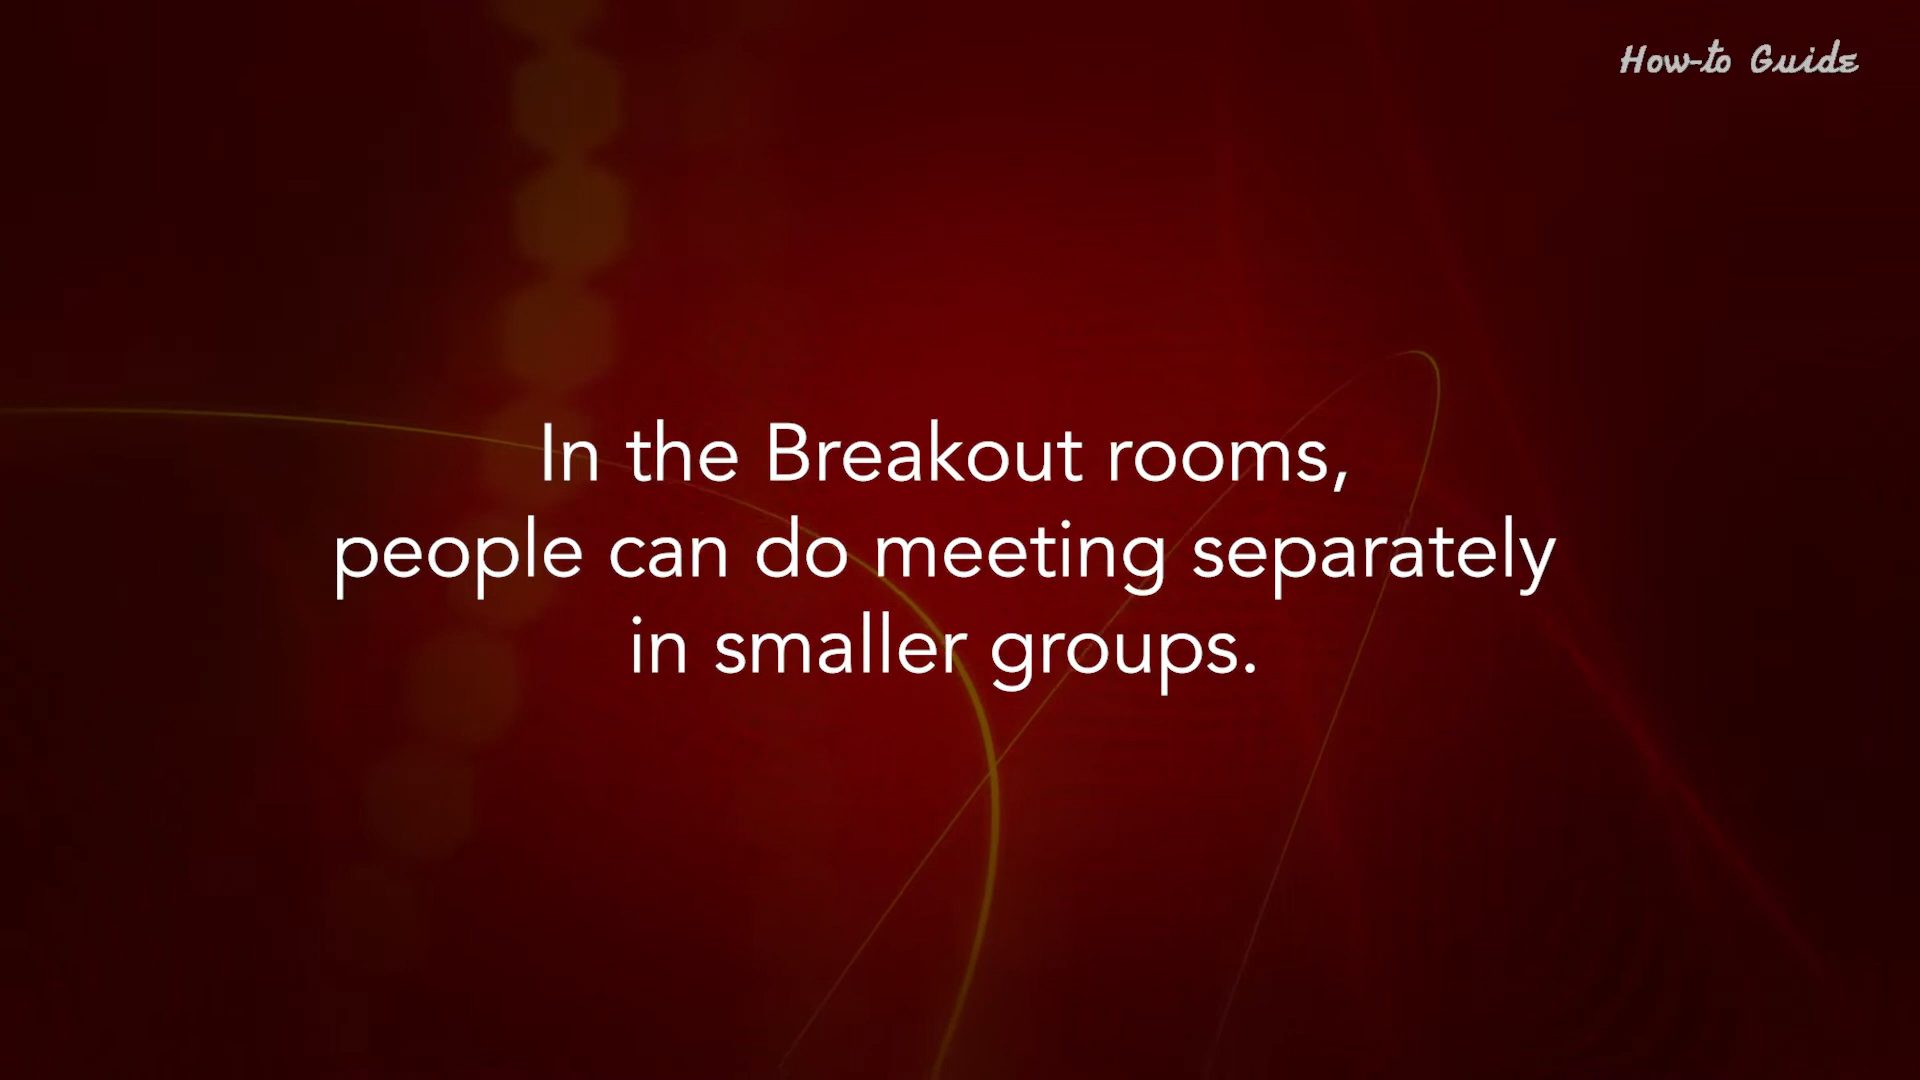 How-to Guide
In the Breakout rooms,
people can do meeting separately
in smaller groups.